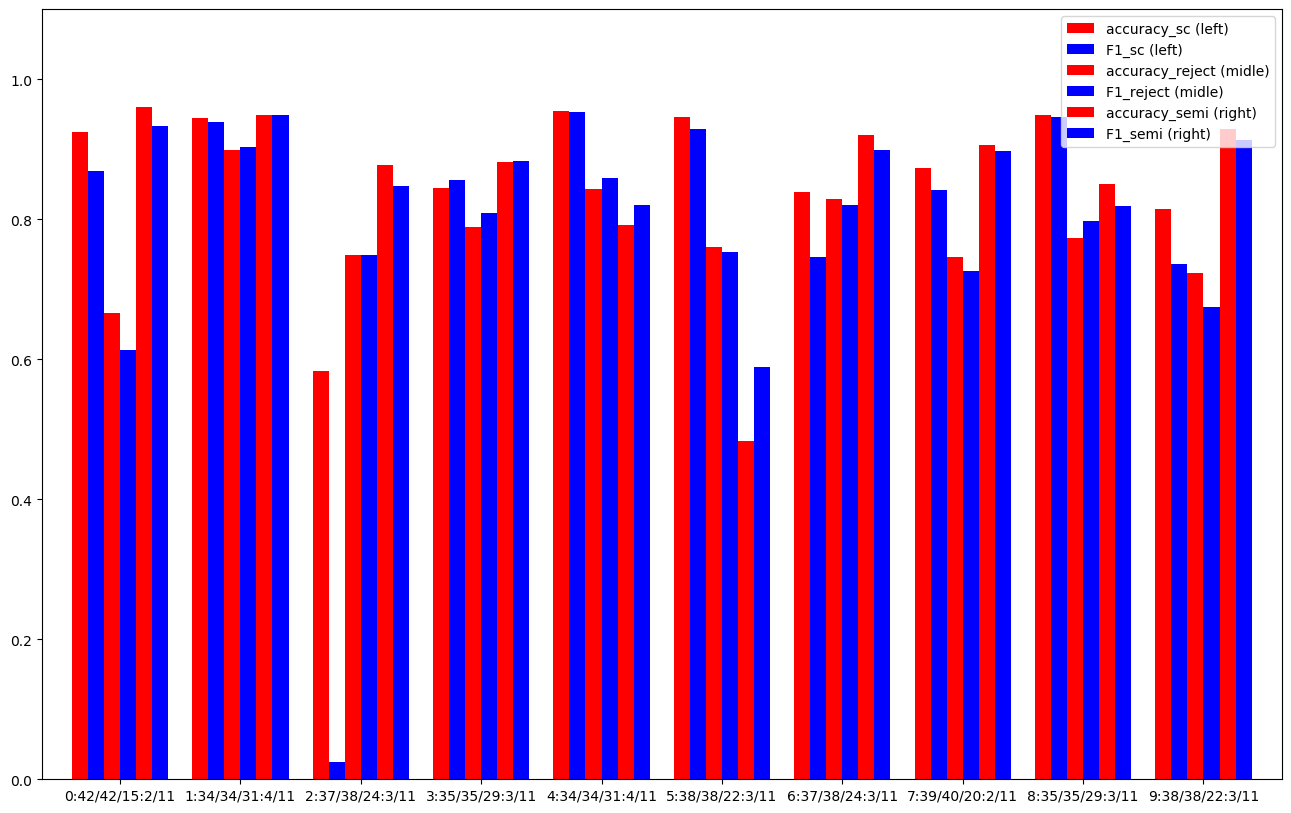 accuracy_sc (left)
F1_sc (left)
accuracy_reject (midle)
F1_reject (midle)
accuracy_semi (right)
F1_semi (right)
1.0
0.8
0.6
0.4
0.2
0.0
0:42/42/15:2/11 1:34/34/31:4/11 2:37/38/24:3/11 3:35/35/29:3/11 4:34/34/31:4/11 5:38/38/22:3/11 6:37/38/24:3/11 7:39/40/20:2/11 8:35/35/29:3/11 9:38/38/22:3/11